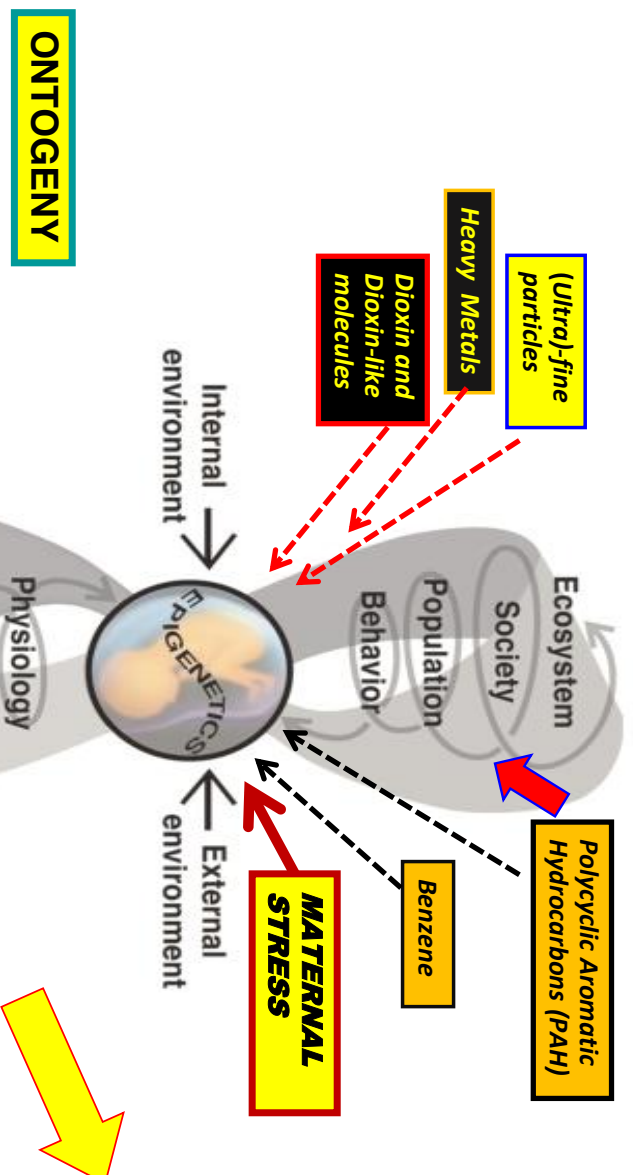 (Ultra)-fine
particles
Ecosystem
Polycyclic Aromatic
Hydrocarbons (PAH)
Heavy Metals
Society
Population
Benzene
Dioxin and
Dioxin-like
molecules
Behavior
MATERNAL
STRESS
Internal
environment
EPIGENETICS
External
environment
ONTOGENY
Physiology